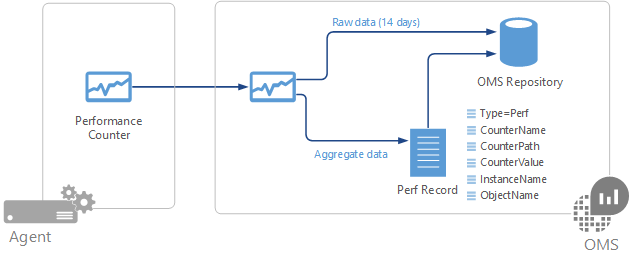 Raw data (14 days)
OMS Repository
Performance
Counter
Type=Perf
CounterName
CounterPath
CounterValue
InstanceName
ObjectName
Aggregate data
Perf Record
Agent
OMS